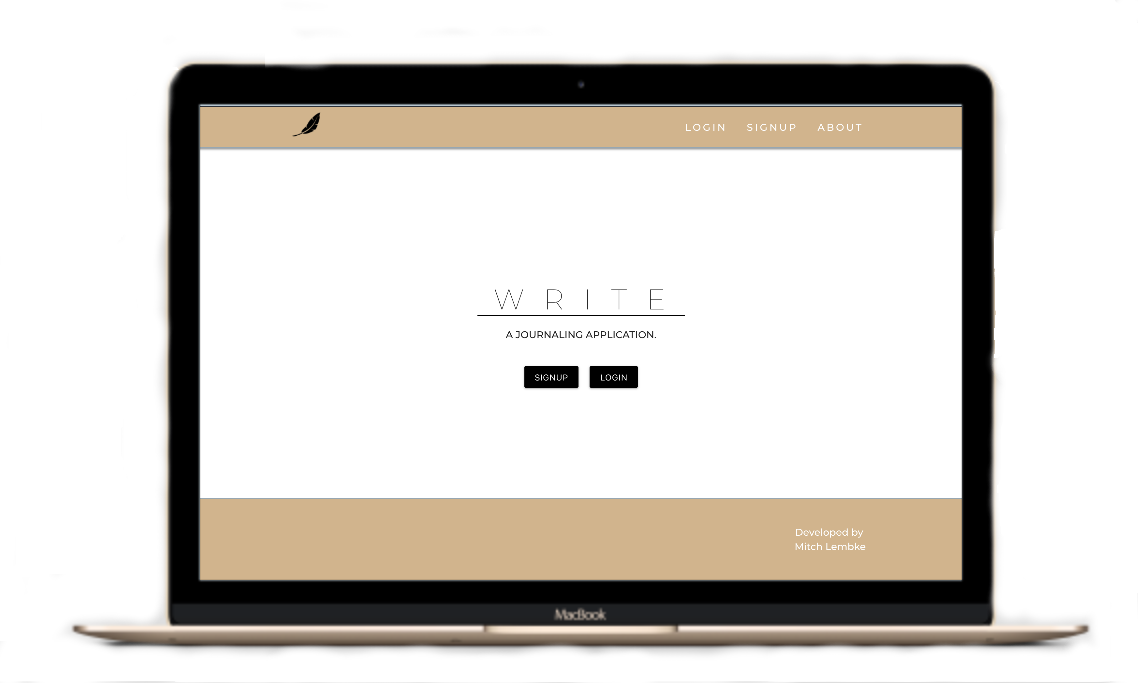 LOGIN SIGNUP ABOUT
W R I T E
A JOURNALING APPLICATION.
SIGNUP LOGIN
Developed by
Mitch Lembke
MacBook